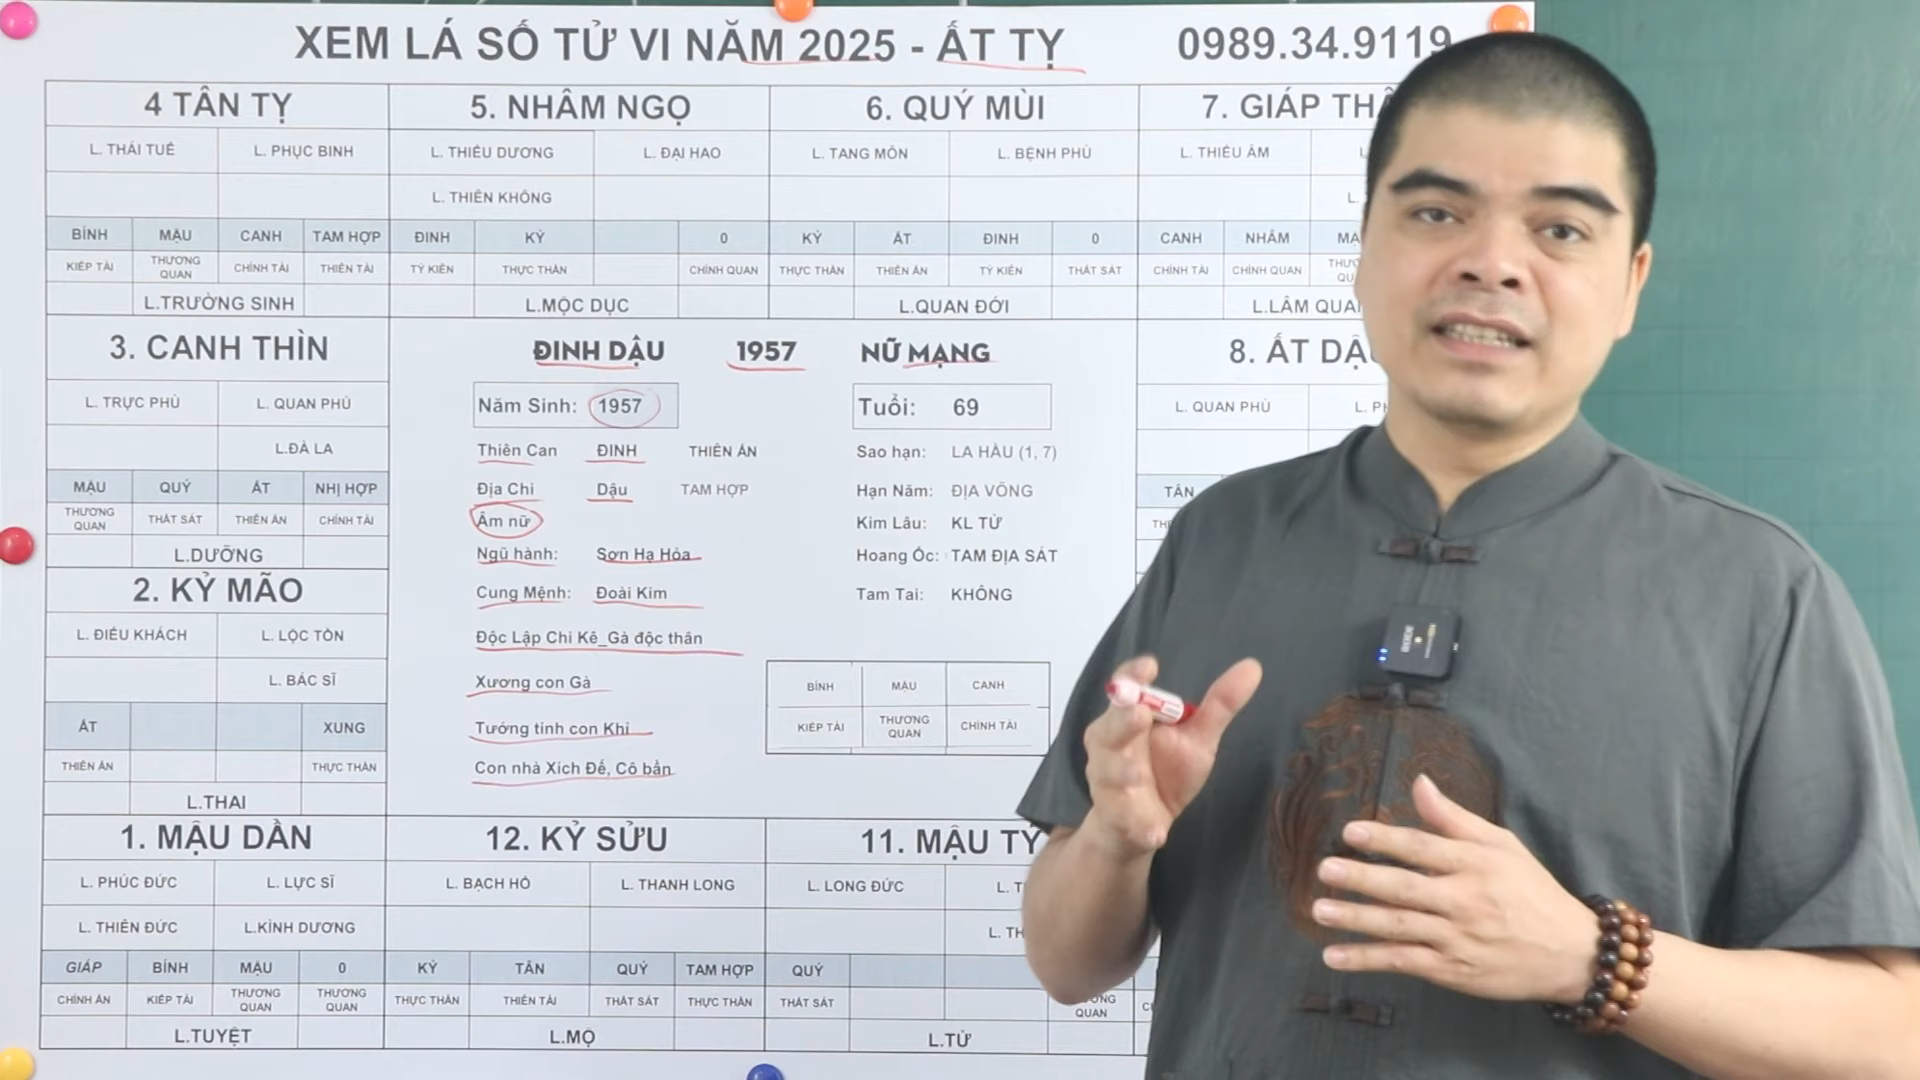 XEM LÁ SỐ TỬ VI NĂM 2025 - ẤT TỴ 0989.34.9119
4 TÂN TỴ 5. NHÂM NGỌ 6. QUÝ MÙI 7. GIÁP
L. THÁI TUẾ L. PHỤC BINH L. THIẾU DƯƠNG L. ĐẠI HAO L. TANG MÔN L. BỆNH PHÙ L. THIẾU ÂM
L. THIÊN KHÔNG
BÍNH MẬU CANH TAM HỢP ĐINH KỶ 0 KỶ ẤT ĐINH 0 CANH NHÂM
KIẾP TÀI THƯƠNG QUAN CHÍNH TÀI THIÊN TÀI TỶ KIÊN THỰC THẦN CHÍNH QUAN THỰC THẦN THIÊN ẤN TỶ KIÊN THẤT SÁT CHÍNH TÀI CHÍNH QUAN
L.TRƯỜNG SINH L.MỘC DỤC L.QUAN ĐỚI L.LÂM
3. CANH THÌN
L. TRỰC PHÙ L. QUAN PHỦ
L.ĐÀ LA
MẬU QUÝ ẤT NHỊ HỢP
THƯƠNG QUAN THẤT SÁT THIÊN ẤN CHÍNH TÀI
L.DƯỠNG
2. KỶ MÃO
L. ĐIẾU KHÁCH L. LỘC TỒN
L. BÁC SĨ
ẤT XUNG
THIÊN ẤN THỰC THẦN
L.THAI
ĐINH DẬU 1957 NỮ MẠNG
Năm Sinh: 1957 Tuổi: 69
Thiên Can ĐINH THIÊN ẤN Sao hạn: LA HẦU (1, 7)
Địa Chi Dậu TAM HỢP Hạn Năm: ĐỊA VÕNG
Âm nữ Kim Lâu: KL TỬ
Ngũ hành: Sơn Hạ Hỏa Hoang Ốc: TAM ĐỊA SÁT
Cung Mệnh: Đoài Kim Tam Tai: KHÔNG
Độc Lập Chi Kê_Gà độc thân
Xương con Gà
Tướng tinh con Khỉ
Con nhà Xích Đế, Cô bần
BÍNH MẬU CANH
KIẾP TÀI THƯƠNG QUAN CHÍNH TÀI
8. ẤT
L. QUAN PHÙ
TÂN
1. MẬU DẦN 12. KỶ SỬU 11. MẬU TÝ
L. PHÚC ĐỨC L. LỰC SĨ L. BẠCH HỔ L. THANH LONG L. LONG ĐỨC
L. THIÊN ĐỨC L.KÌNH DƯƠNG
GIÁP BÍNH MẬU 0 KỶ TÂN QUÝ TAM HỢP QUÝ
CHÍNH ẤN KIẾP TÀI THƯƠNG QUAN THƯƠNG QUAN THỰC THẦN THIÊN TÀI THẤT SÁT THỰC THẦN THẤT SÁT QUAN
L.TUYỆT L.MỘ L.TỬ